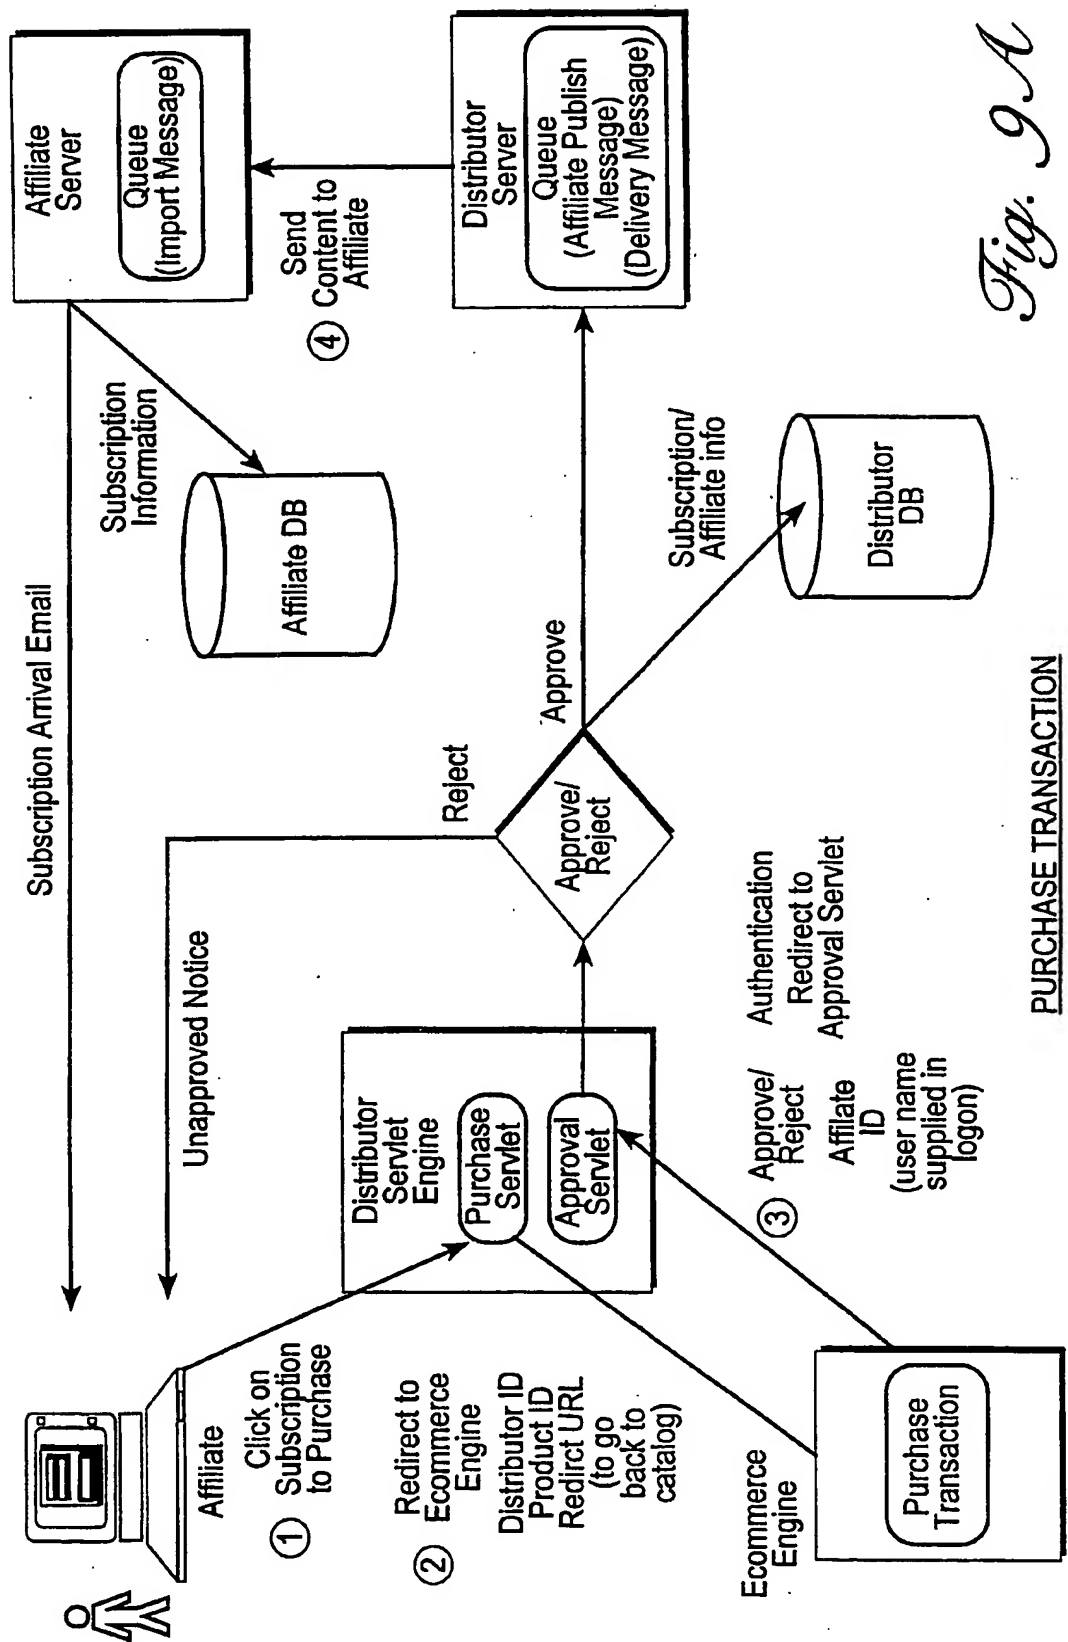 Subscription Arrival Email
Unapproved Notice
Affiliate
1
Click on
Subscription
to Purchase
2
Redirect to
Ecommerce
Engine
Distributor ID
Product ID
Redirct URL
(to go
back to
catalog)
Ecommerce
Engine
Purchase
Transaction
Distributor
Servlet
Engine
Purchase
Servlet
Approval
Servlet
3
Approve/
Reject
Affilate
ID
(user name
supplied in
logon)
Authentication
Redirect to
Approval Servlet
Approve/
Reject
Reject
Approve
Subscription
Information
Affiliate DB
Subscription/
Affiliate info
Distributor
DB
Affiliate
Server
Queue
(Import Message)
4
Send
Content to
Affiliate
Distributor
Server
Queue
(Affiliate Publish
Message)
(Delivery Message)
PURCHASE TRANSACTION
Fig. 9A